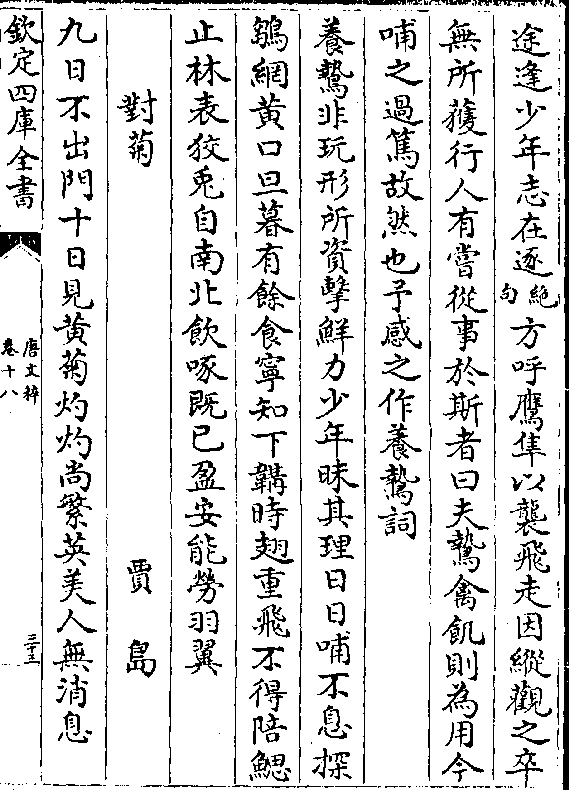 途逢少年志在逐絶句方呼鷹隼以襲飛走因縱觀之卒
無所獲行人有嘗從事於斯者曰夫鷙禽飢則為用今
哺之過篤故然也予感之作養鷙詞
養鷙非玩形所資擊鮮力少年昧其理日日哺不息探
鶵網黄口旦暮有餘食寧知下韝時翅重飛不得陪鰓
止林表狡兎自南北飲啄既已盈安能勞羽翼
對菊 賈島
九日不出門十日見黄菊灼灼尚繁英美人無消息
欽定四庫全書
唐文粹
卷十八
三十三